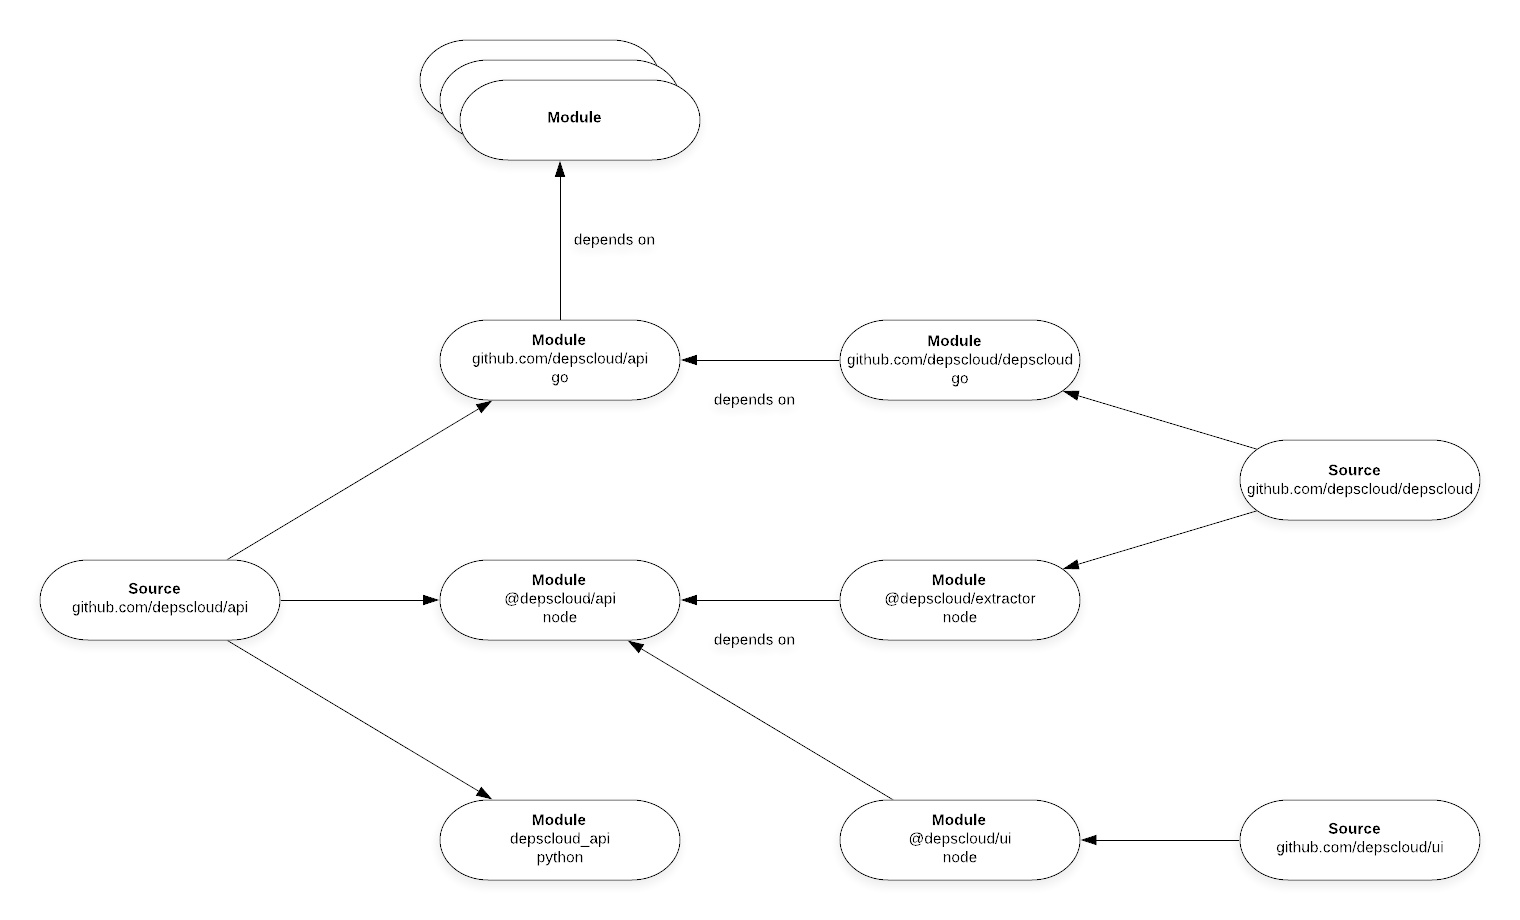 Module
depends on
Module
github.com/depscloud/api
go
depends on
Module
github.com/depscloud/depscloud
go
Source
github.com/depscloud/depscloud
Source
github.com/depscloud/api
Module
@depscloud/api
node
depends on
Module
@depscloud/extractor
node
Module
depscloud_api
python
Module
@depscloud/ui
node
Source
github.com/depscloud/ui